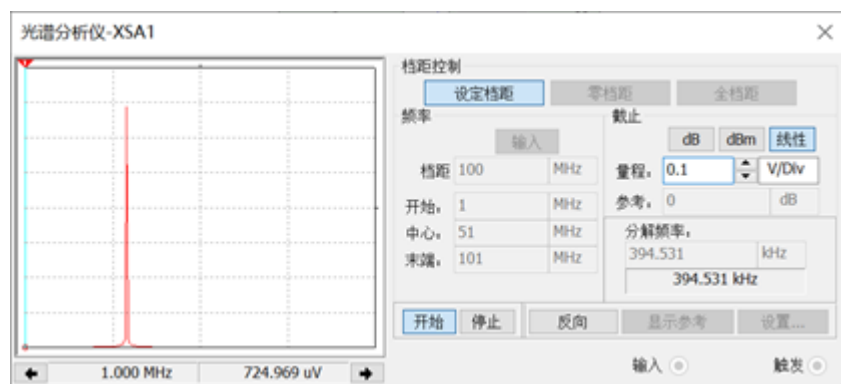 光谱分析仪-XSA1
档距控制
设定档距 零档距 全档距
频率
输入
档距 100 MHz
开始: 1 MHz
中心: 51 MHz
末端: 101 MHz
截止
dB dBm 线性
量程: 0.1 V/Div
参考: 0 dB
分解频率:
394.531 kHz
394.531 kHz
开始 停止 反向 显示参考 设置...
1.000 MHz 724.969 uV
输入 触发